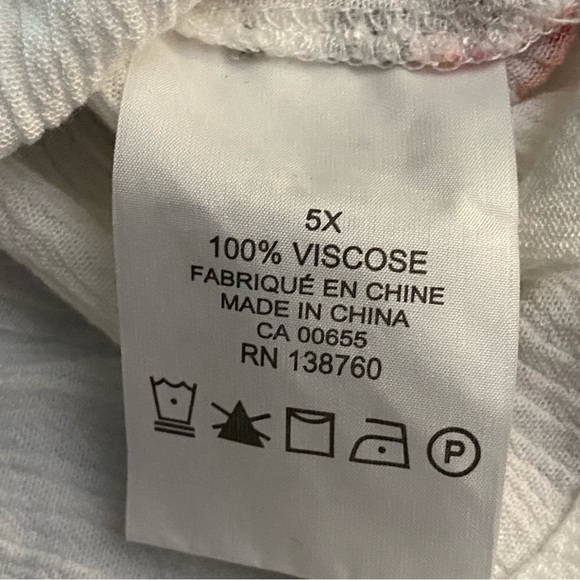 5X
100% VISCOSE
FABRIQUÉ EN CHINE
MADE IN CHINA
CA 00655
RN 138760
P